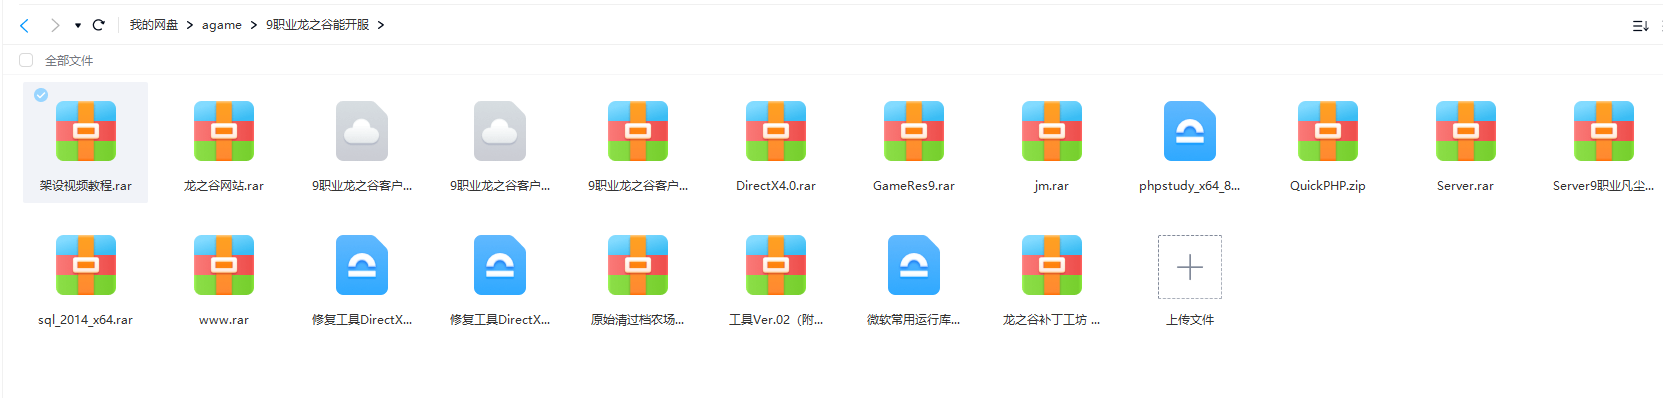 我的网盘 > agame > 9职业龙之谷能开服 >
全部文件
架设视频教程.rar
龙之谷网站.rar
9职业龙之谷客户...
9职业龙之谷客户...
9职业龙之谷客户...
DirectX4.0.rar
GameRes9.rar
jm.rar
phpstudy_x64_8...
QuickPHP.zip
Server.rar
Server9职业凡尘...
sql_2014_x64.rar
www.rar
修复工具DirectX...
修复工具DirectX...
原始清过档农场...
工具Ver.02（附...
微软常用运行库...
龙之谷补丁工坊 ...
上传文件